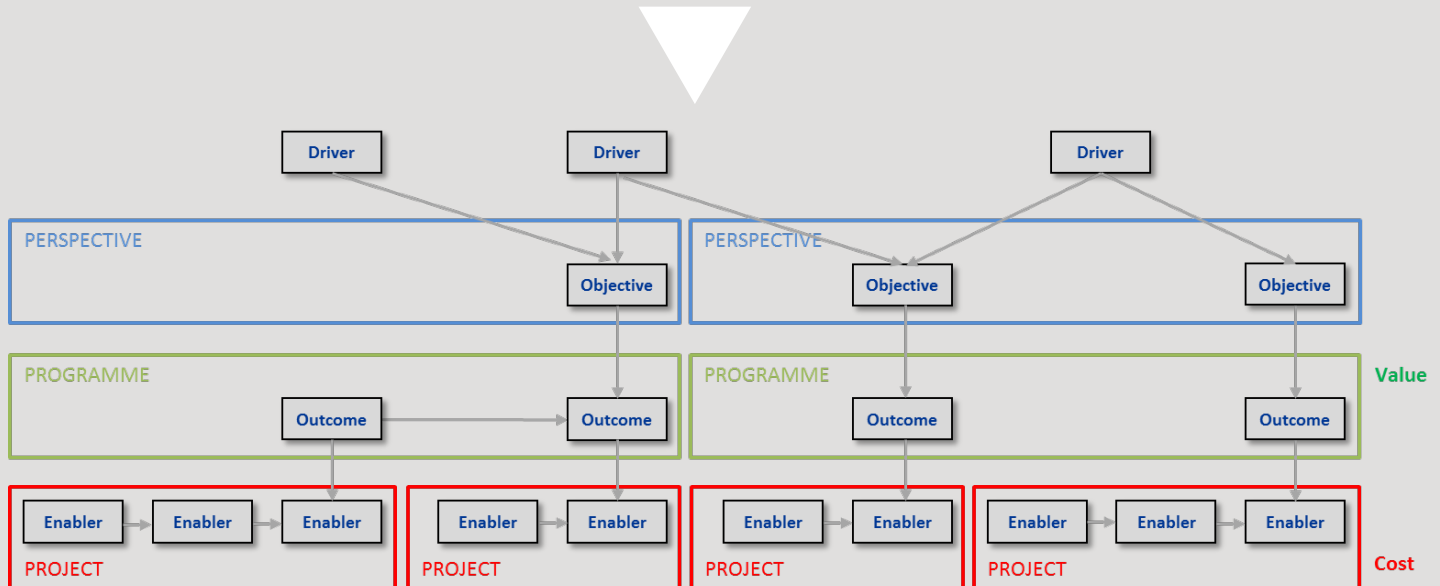 Driver
Driver
Driver
PERSPECTIVE
PERSPECTIVE
Objective
Objective
Objective
PROGRAMME
PROGRAMME
Value
Outcome
Outcome
Outcome
Outcome
Enabler
Enabler
Enabler
Enabler
Enabler
Enabler
Enabler
Enabler
Enabler
Enabler
PROJECT
PROJECT
PROJECT
PROJECT
Cost